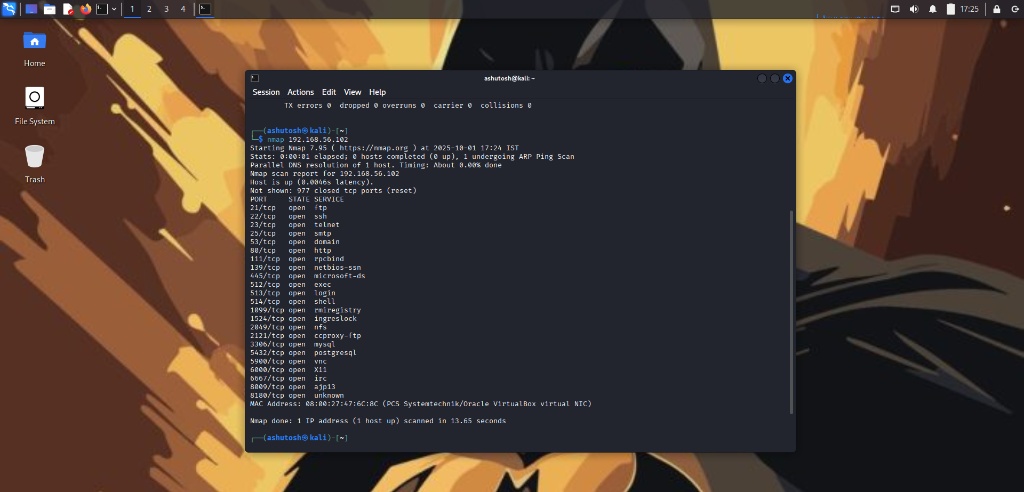 1 2 3 4
17:25
Home
File System
Trash
ashutosh@kali: ~
Session Actions Edit View Help
TX errors 0 dropped 0 overruns 0 carrier 0 collisions 0
┌──(ashutosh㉿kali)-[~]
└─$ nmap 192.168.56.102
Starting Nmap 7.95 ( https://nmap.org ) at 2025-10-01 17:24 IST
Stats: 0:00:01 elapsed; 0 hosts completed (0 up), 1 undergoing ARP Ping Scan
Parallel DNS resolution of 1 host. Timing: About 0.00% done
Nmap scan report for 192.168.56.102
Host is up (0.0046s latency).
Not shown: 977 closed tcp ports (reset)
PORT STATE SERVICE
21/tcp open ftp
22/tcp open ssh
23/tcp open telnet
25/tcp open smtp
53/tcp open domain
80/tcp open http
111/tcp open rpcbind
139/tcp open netbios-ssn
445/tcp open microsoft-ds
512/tcp open exec
513/tcp open login
514/tcp open shell
1099/tcp open rmiregistry
1524/tcp open ingreslock
2049/tcp open nfs
2121/tcp open ccproxy-ftp
3306/tcp open mysql
5432/tcp open postgresql
5900/tcp open vnc
6000/tcp open X11
6667/tcp open irc
8009/tcp open ajp13
8180/tcp open unknown
MAC Address: 08:00:27:47:6C:8C (PCS Systemtechnik/Oracle VirtualBox virtual NIC)
Nmap done: 1 IP address (1 host up) scanned in 13.65 seconds
┌──(ashutosh㉿kali)-[~]